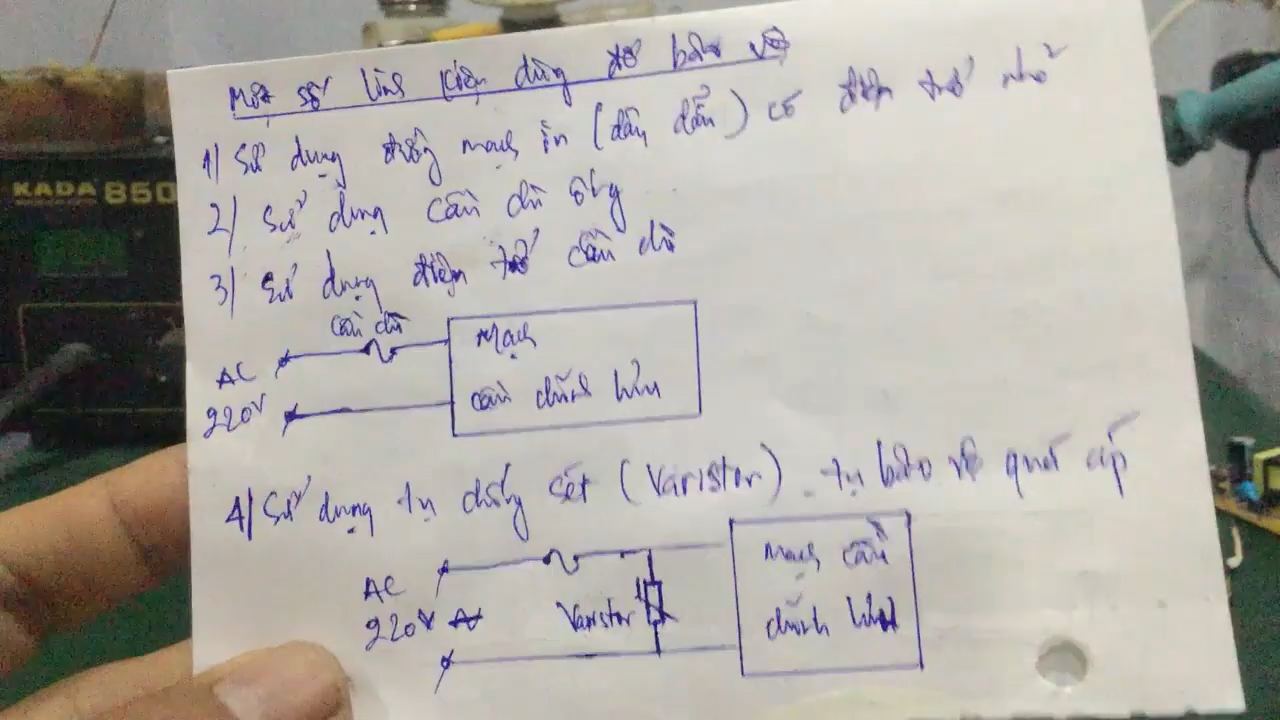 Một số linh kiện dùng để bảo vệ
1) Sử dụng đường mạch in (dây dẫn) có điện trở nhỏ
2) Sử dụng cầu chì ống
3) Sử dụng điện trở cầu chì
cầu chì
AC
220V
Mạch
cầu chỉnh lưu
4) Sử dụng tụ chống sét (Varistor). tụ bảo vệ quá áp
AC
220V
Varistor
Mạch cầu
chỉnh lưu
KADA 850